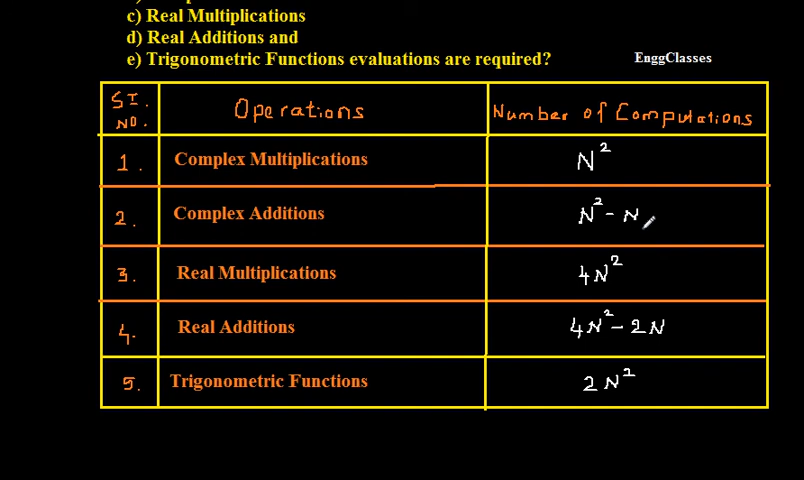 c) Real Multiplications
d) Real Additions and
e) Trigonometric Functions evaluations are required?
EnggClasses
SI. NO. Operations Number of Computations
1. Complex Multiplications N²
2. Complex Additions N² - N
3. Real Multiplications 4N²
4. Real Additions 4N² - 2N
5. Trigonometric Functions 2N²